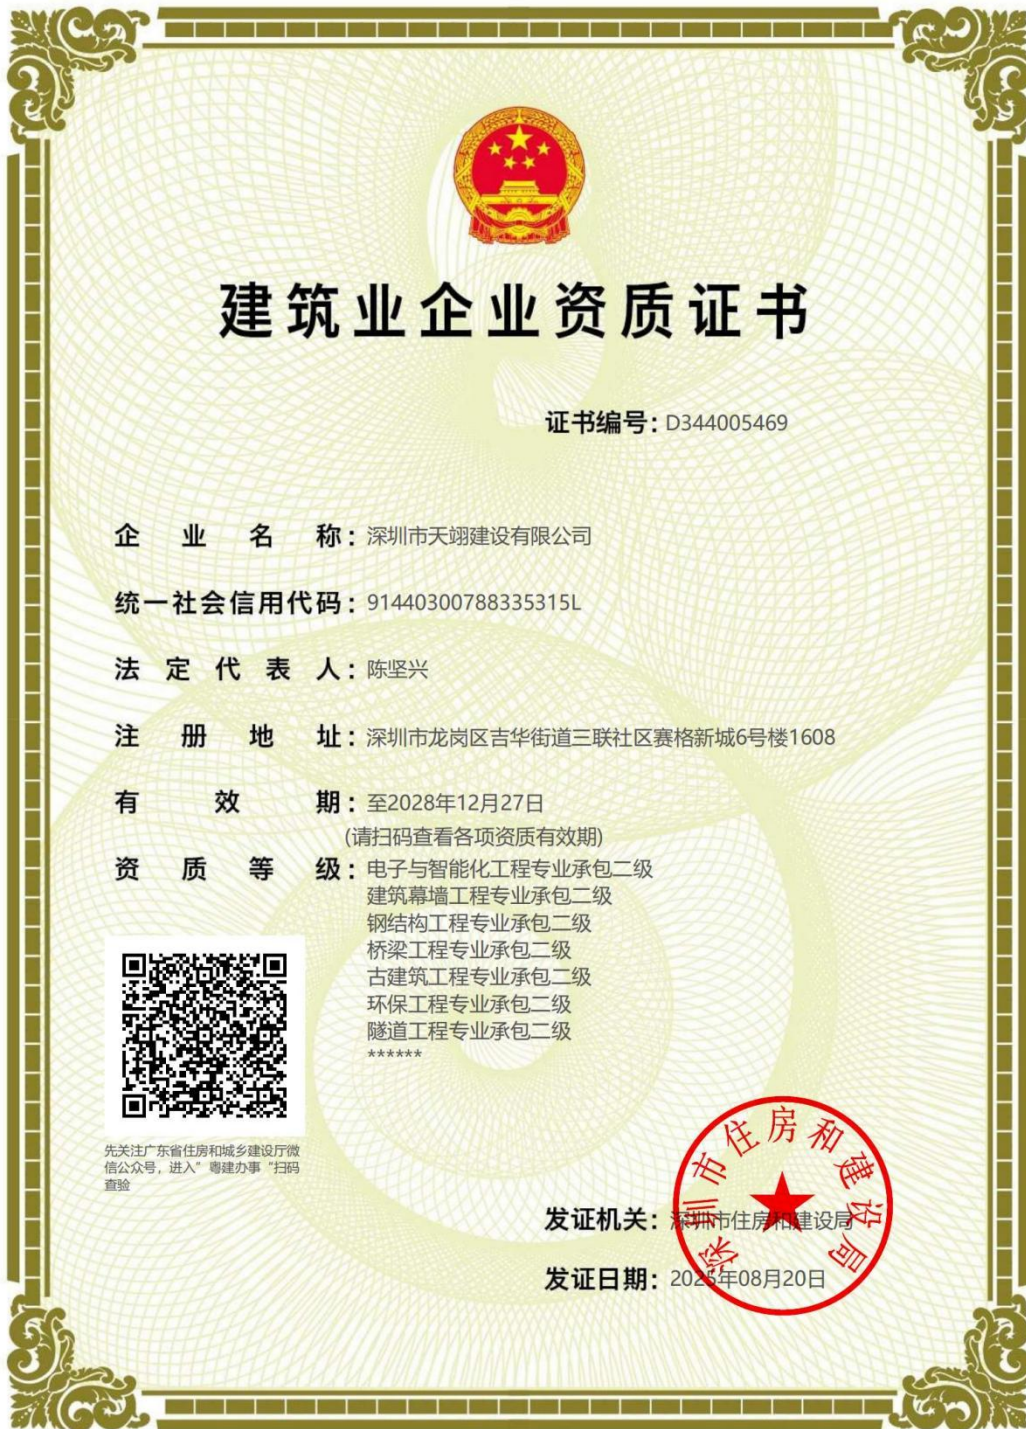 建筑业企业资质证书
证书编号：D344005469
企业名称：深圳市天翊建设有限公司
统一社会信用代码：91440300788335315L
法定代表人：陈坚兴
注册地址：深圳市龙岗区吉华街道三联社区赛格新城6号楼1608
有效期：至2028年12月27日
(请扫码查看各项资质有效期)
资质等级：电子与智能化工程专业承包二级
建筑幕墙工程专业承包二级
钢结构工程专业承包二级
桥梁工程专业承包二级
古建筑工程专业承包二级
环保工程专业承包二级
隧道工程专业承包二级
******
先关注广东省住房和城乡建设厅微
信公众号，进入”粤建办事“扫码
查验
深圳市住房和建设局
发证机关：深圳市住房和建设局
发证日期：2025年08月20日